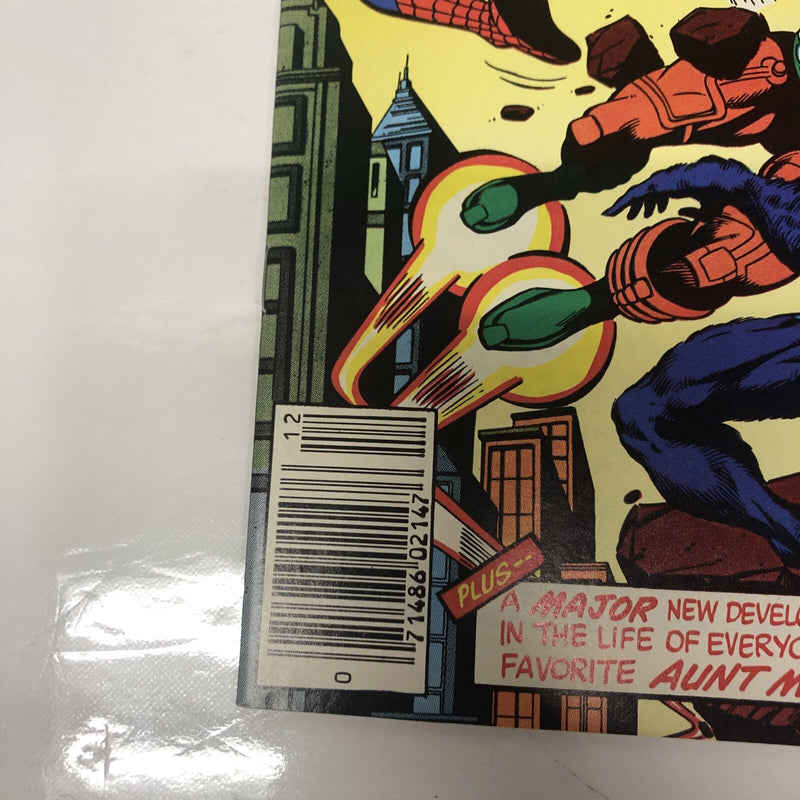 12
71486 02147
0
PLUS--
A MAJOR NEW DEVELO
IN THE LIFE OF EVERYO
FAVORITE AUNT M